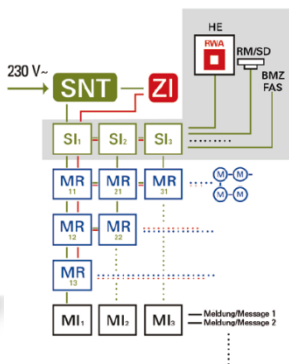 HE
RWA
RM/SD
230 V~
BMZ
FAS
SNT
ZI
SI1
SI2
SI3
MR
11
MR
21
MR
31
M
M
M
M
MR
12
MR
22
MR
13
MI1
MI2
MI3
Meldung/Message 1
Meldung/Message 2